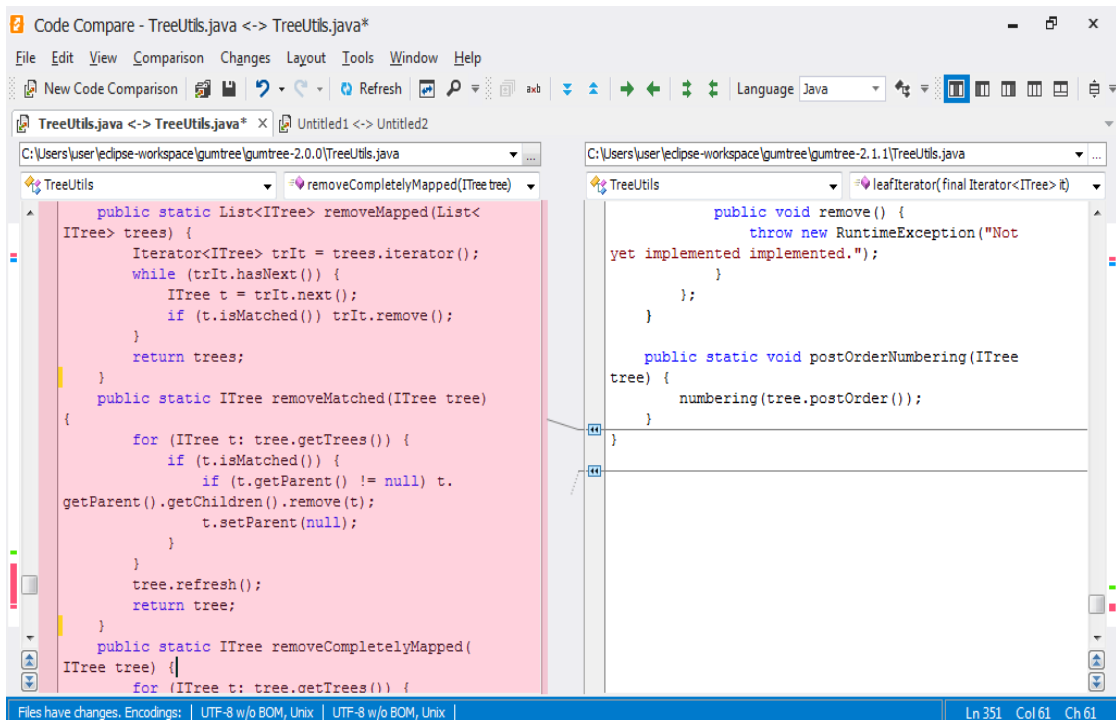 Code Compare - TreeUtils.java <-> TreeUtils.java*
File Edit View Comparison Changes Layout Tools Window Help
New Code Comparison Refresh axb Language Java
TreeUtils.java <-> TreeUtils.java* X Untitled1 <-> Untitled2
C:\Users\user\eclipse-workspace\gumtree\gumtree-2.0.0\TreeUtils.java ...
TreeUtils removeCompletelyMapped(ITree tree)
public static List<ITree> removeMapped(List<
ITree> trees) {
Iterator<ITree> trIt = trees.iterator();
while (trIt.hasNext()) {
ITree t = trIt.next();
if (t.isMatched()) trIt.remove();
}
return trees;
}
public static ITree removeMatched(ITree tree)
{
for (ITree t: tree.getTrees()) {
if (t.isMatched()) {
if (t.getParent() != null) t.
getParent().getChildren().remove(t);
t.setParent(null);
}
}
tree.refresh();
return tree;
}
public static ITree removeCompletelyMapped(
ITree tree) {
for (ITree t: tree.getTrees()) {
C:\Users\user\eclipse-workspace\gumtree\gumtree-2.1.1\TreeUtils.java ...
TreeUtils leafIterator(final Iterator<ITree> it)
public void remove() {
throw new RuntimeException("Not
yet implemented implemented.");
}
};
}
public static void postOrderNumbering(ITree
tree) {
numbering(tree.postOrder());
}
}
Files have changes. Encodings: | UTF-8 w/o BOM, Unix | UTF-8 w/o BOM, Unix | Ln 351 Col 61 Ch 61